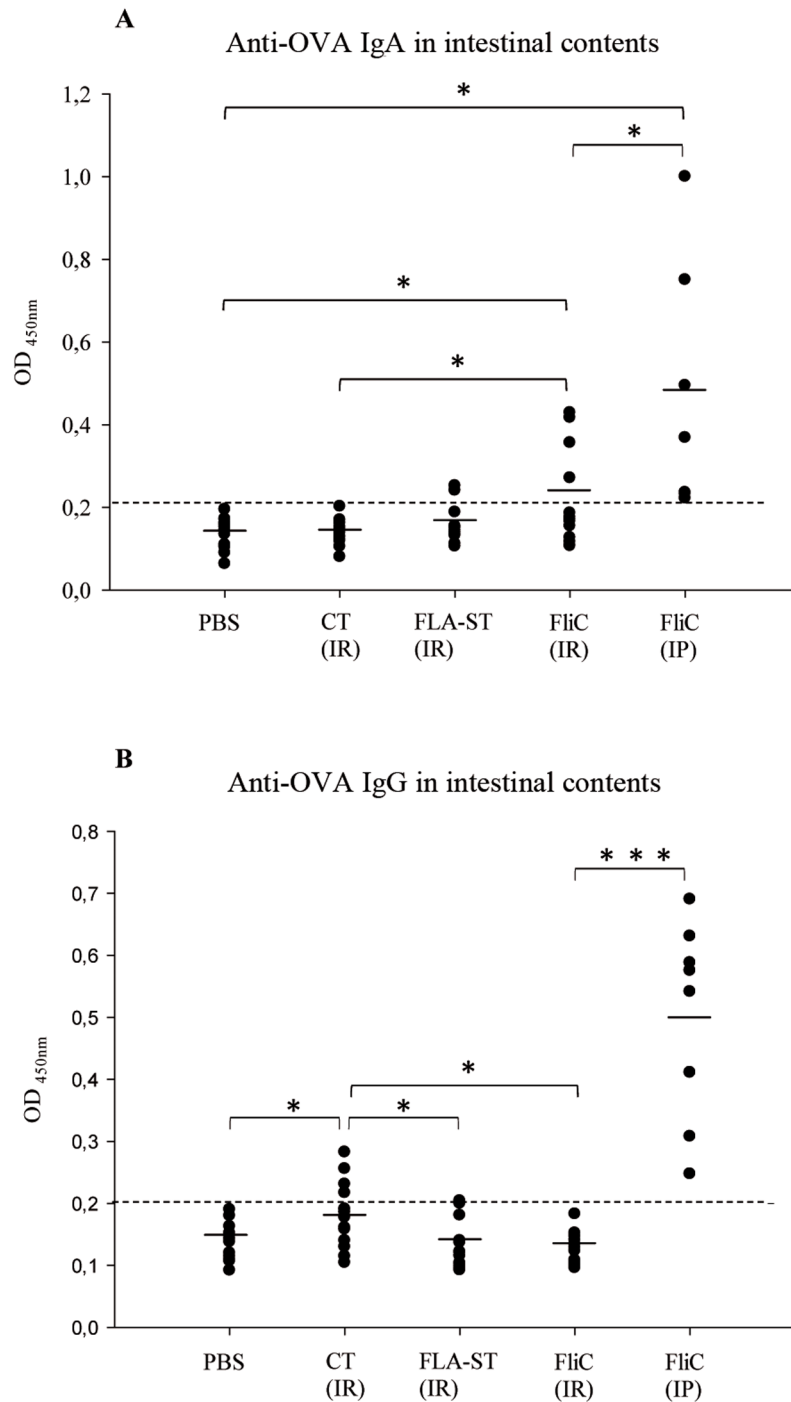 A
Anti-OVA IgA in intestinal contents
*
*
*
*
1,2
1,0
0,8
0,6
0,4
0,2
0,0
OD 450nm
PBS CT FLA-ST FliC FliC
(IR) (IR) (IR) (IP)
B
Anti-OVA IgG in intestinal contents
* * *
*
* *
0,8
0,7
0,6
0,5
0,4
0,3
0,2
0,1
0,0
OD 450nm
PBS CT FLA-ST FliC FliC
(IR) (IR) (IR) (IP)